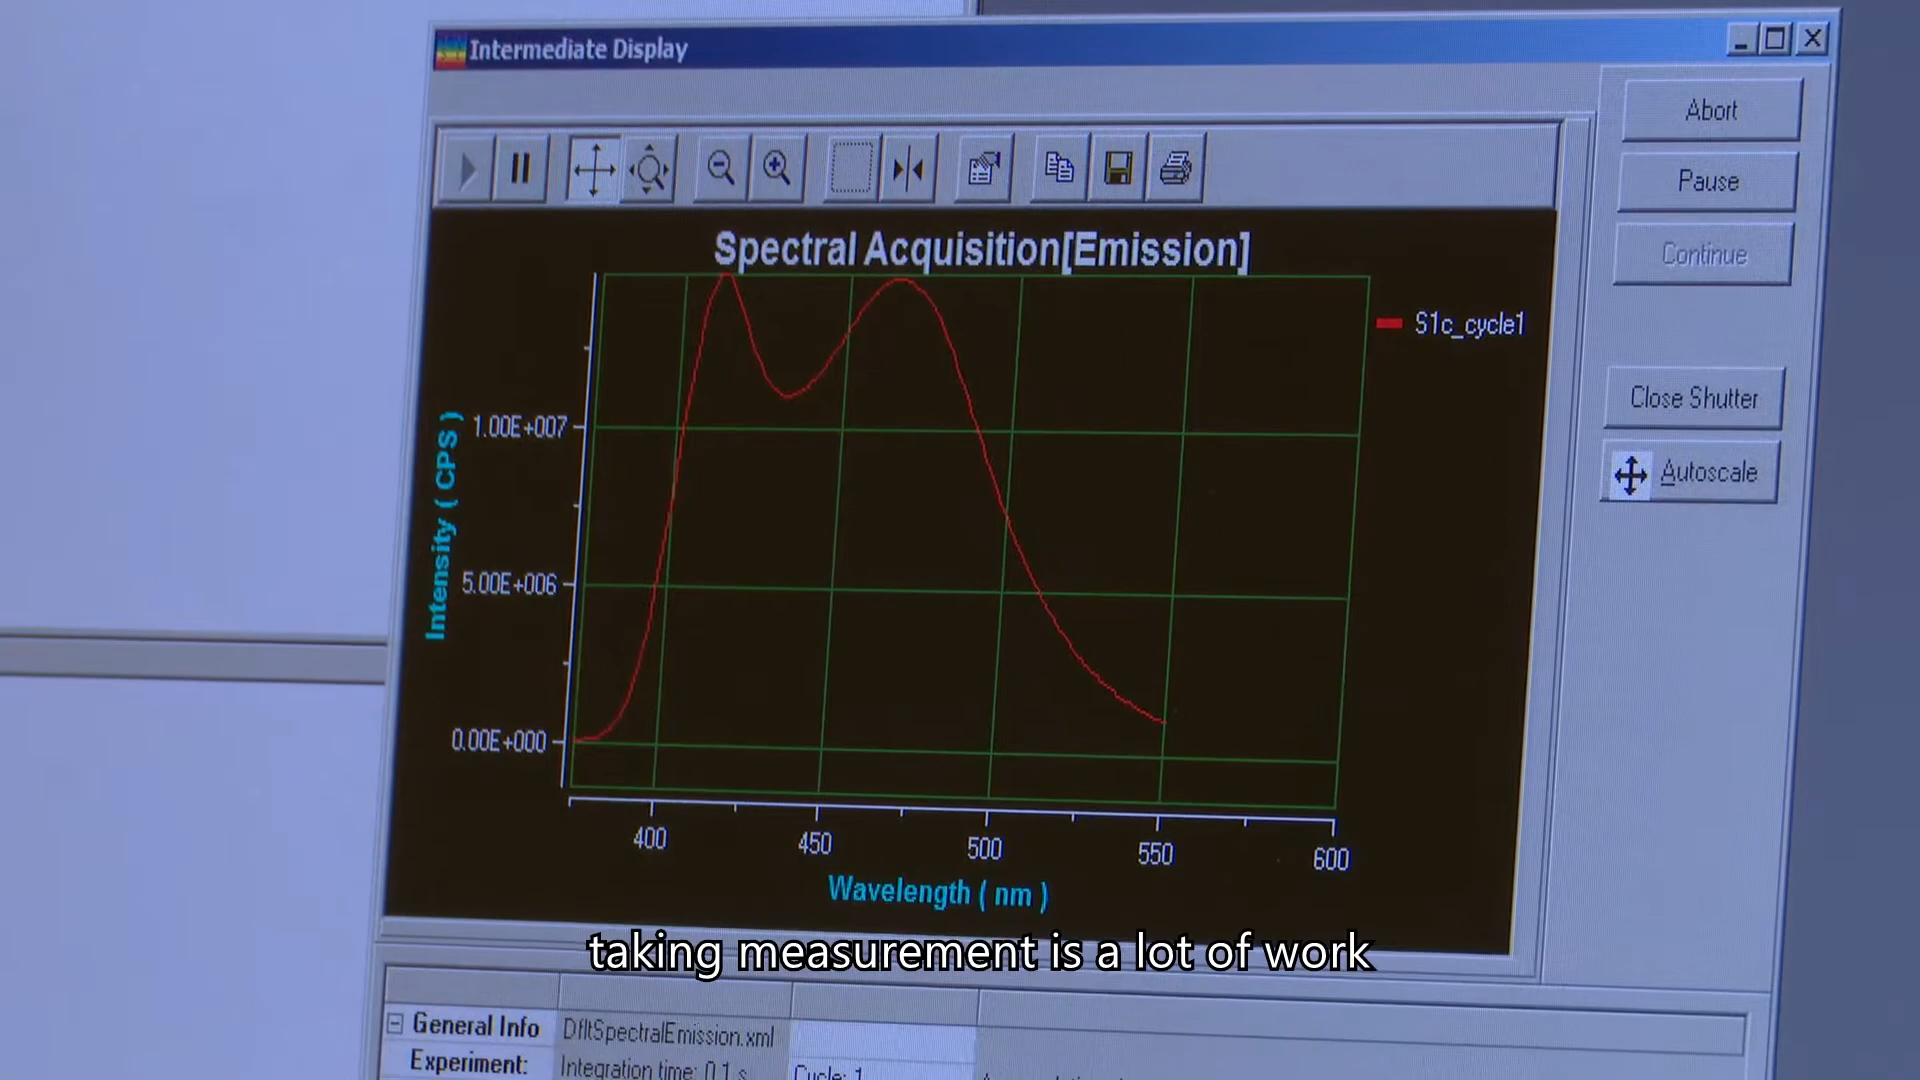 Intermediate Display
Abort
Pause
Continue
Close Shutter
Autoscale
Spectral Acquisition[Emission]
S1c_cycle1
Intensity ( CPS )
1.00E+007
5.00E+006
0.00E+000
400
450
500
550
600
Wavelength ( nm )
taking measurement is a lot of work
General Info
DfltSpectralEmission.xml
Experiment:
Integration time: 0.1 s
Cycle: 1